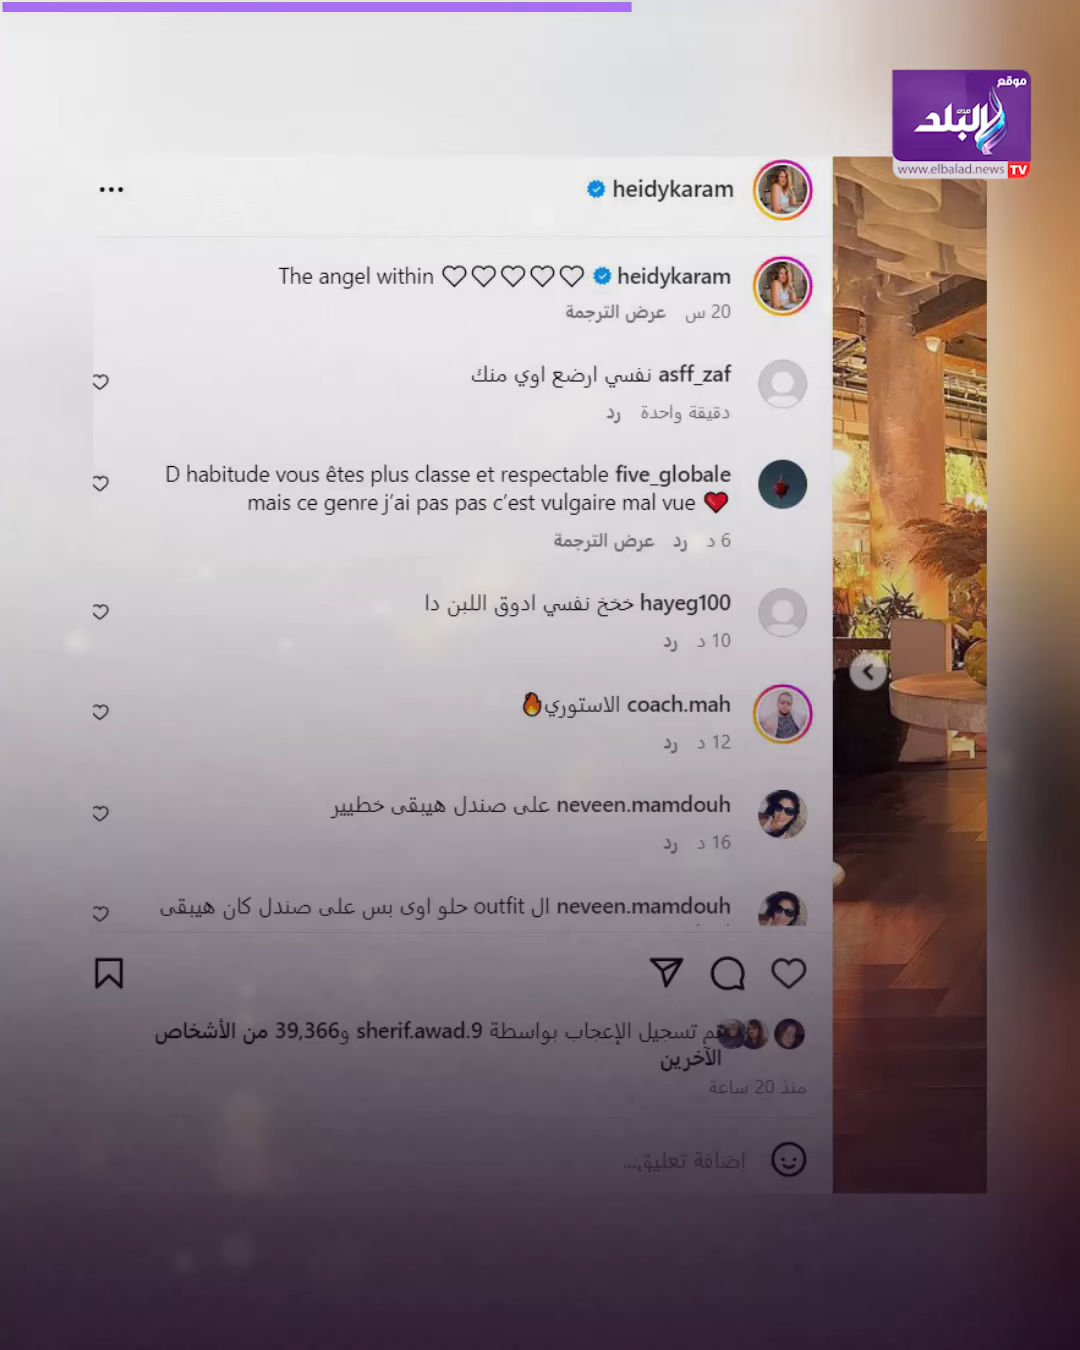 موقع
صدى البلد
www.elbalad.news TV
heidykaram
heidykaram ♡♡♡♡♡ The angel within
20 س عرض الترجمة
asff_zaf نفسي ارضع اوي منك
دقيقة واحدة رد
five_globale D habitude vous êtes plus classe et respectable
mais ce genre j’ai pas pas c’est vulgaire mal vue ❤️
6 د رد عرض الترجمة
hayeg100 خخخ نفسي ادوق اللبن دا
10 د رد
coach.mah الاستوري🔥
12 د رد
neveen.mamdouh على صندل هيبقى خطيير
16 د رد
neveen.mamdouh ال outfit حلو اوى بس على صندل كان هيبقى
تم تسجيل الإعجاب بواسطة sherif.awad.9 و39,366 من الأشخاص
الآخرين
منذ 20 ساعة
إضافة تعليق...